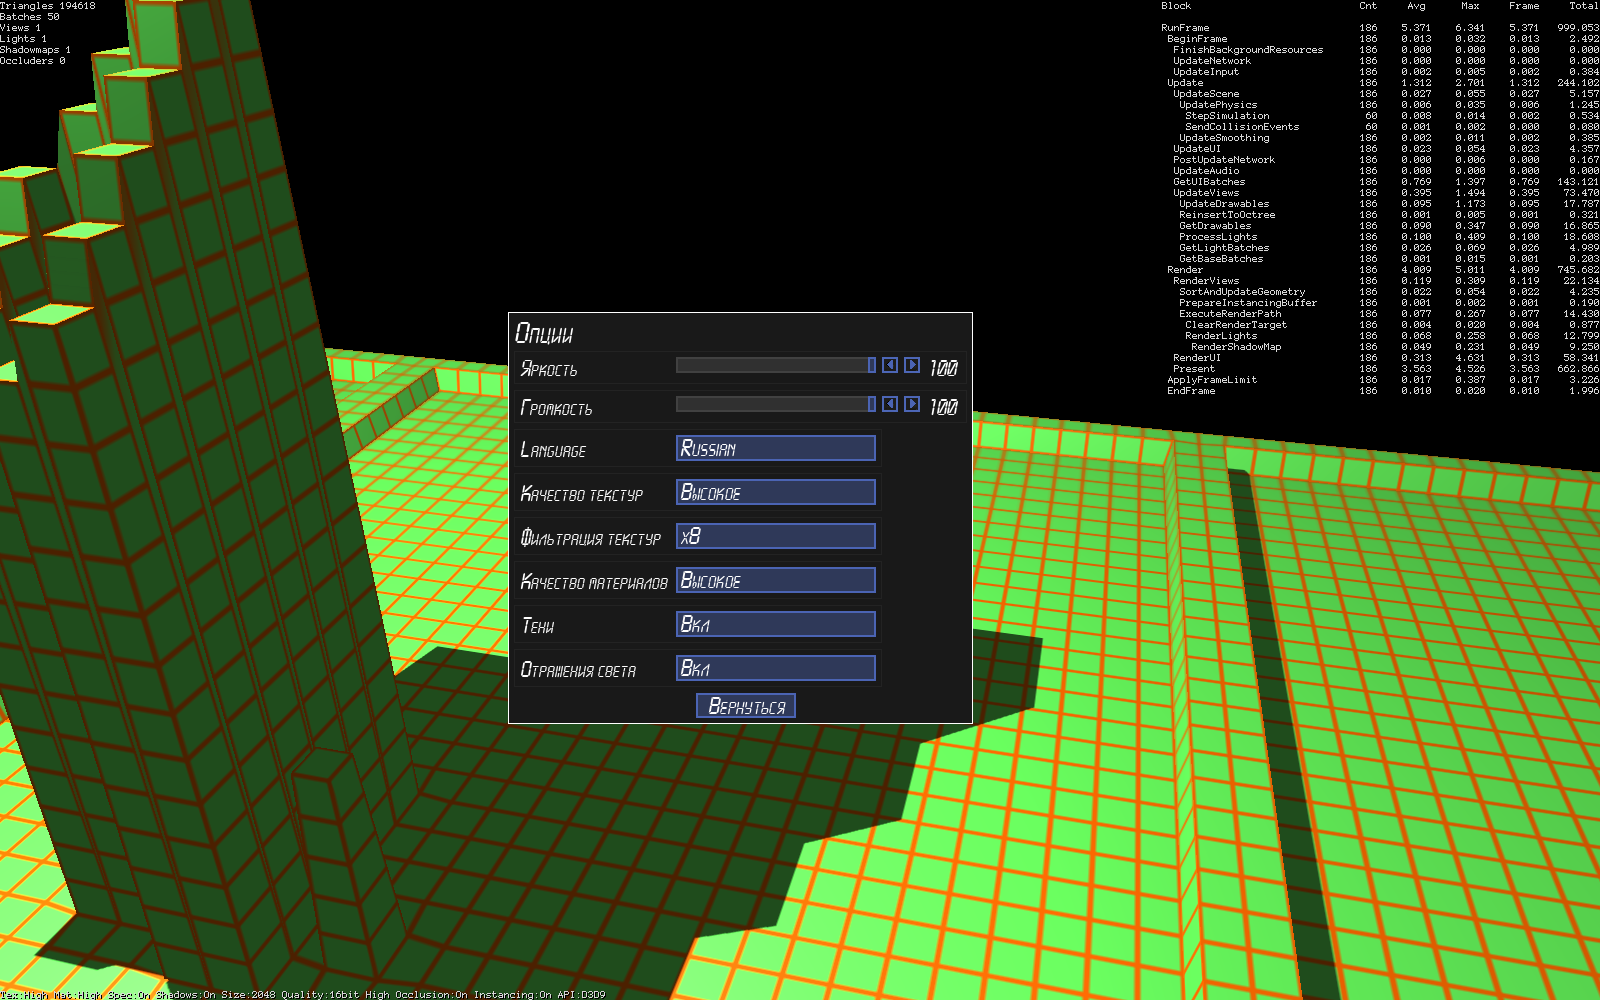 Triangles 194618
Batches 50
Views 1
Lights 1
Shadowmaps 1
Occluders 0
Block Cnt Avg Max Frame Total
RunFrame 186 5.371 6.341 5.371 999.053
BeginFrame 186 0.013 0.032 0.013 2.492
FinishBackgroundResources 186 0.000 0.000 0.000 0.000
UpdateNetwork 186 0.000 0.000 0.000 0.000
UpdateInput 186 0.002 0.005 0.002 0.384
Update 186 1.312 2.701 1.312 244.102
UpdateScene 186 0.027 0.055 0.027 5.157
UpdatePhysics 186 0.006 0.035 0.006 1.245
StepSimulation 60 0.008 0.014 0.002 0.534
SendCollisionEvents 60 0.001 0.002 0.000 0.080
UpdateSmoothing 186 0.002 0.011 0.002 0.385
UpdateUI 186 0.023 0.054 0.023 4.357
PostUpdateNetwork 186 0.000 0.006 0.000 0.167
UpdateAudio 186 0.000 0.000 0.000 0.000
GetUIBatches 186 0.769 1.397 0.769 143.121
UpdateViews 186 0.395 1.494 0.395 73.470
UpdateDrawables 186 0.095 1.173 0.095 17.787
ReinsertToOctree 186 0.001 0.005 0.001 0.321
GetDrawables 186 0.090 0.347 0.090 16.865
ProcessLights 186 0.100 0.409 0.100 18.608
GetLightBatches 186 0.026 0.069 0.026 4.989
GetBaseBatches 186 0.001 0.015 0.001 0.203
Render 186 4.009 5.011 4.009 745.682
RenderViews 186 0.119 0.309 0.119 22.134
SortAndUpdateGeometry 186 0.022 0.054 0.022 4.235
PrepareInstancingBuffer 186 0.001 0.002 0.001 0.190
ExecuteRenderPath 186 0.077 0.267 0.077 14.430
ClearRenderTarget 186 0.004 0.020 0.004 0.877
RenderLights 186 0.068 0.258 0.068 12.799
RenderShadowMap 186 0.049 0.231 0.049 9.250
RenderUI 186 0.313 4.631 0.313 58.341
Present 186 3.563 4.526 3.563 662.866
ApplyFrameLimit 186 0.017 0.387 0.017 3.226
EndFrame 186 0.010 0.020 0.010 1.996
Опции
Яркость 100
Громкость 100
Language Russian
Качество текстур Высокое
Фильтрация текстур x8
Качество материалов Высокое
Тени Вкл
Отрашения света Вкл
Вернуться
Tex:High Mat:High Spec:On Shadows:On Size:2048 Quality:16bit High Occlusion:On Instancing:On API:D3D9